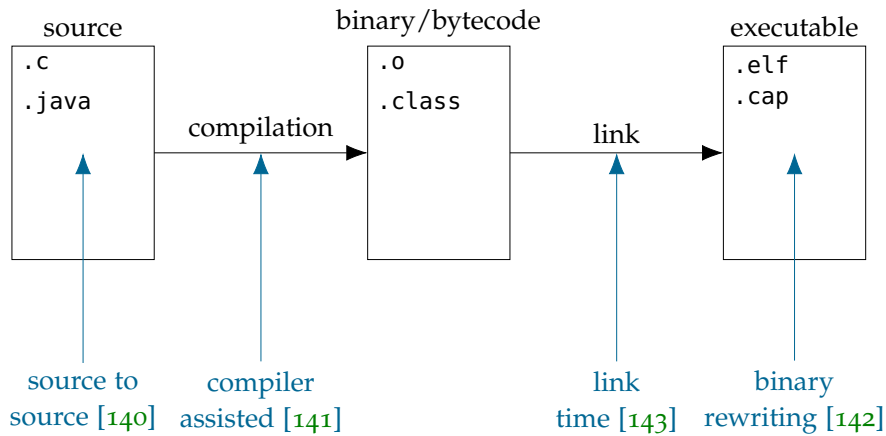 source
binary/bytecode
executable
.c
.java
.o
.class
.elf
.cap
compilation
link
source to
source [140]
compiler
assisted [141]
link
time [143]
binary
rewriting [142]